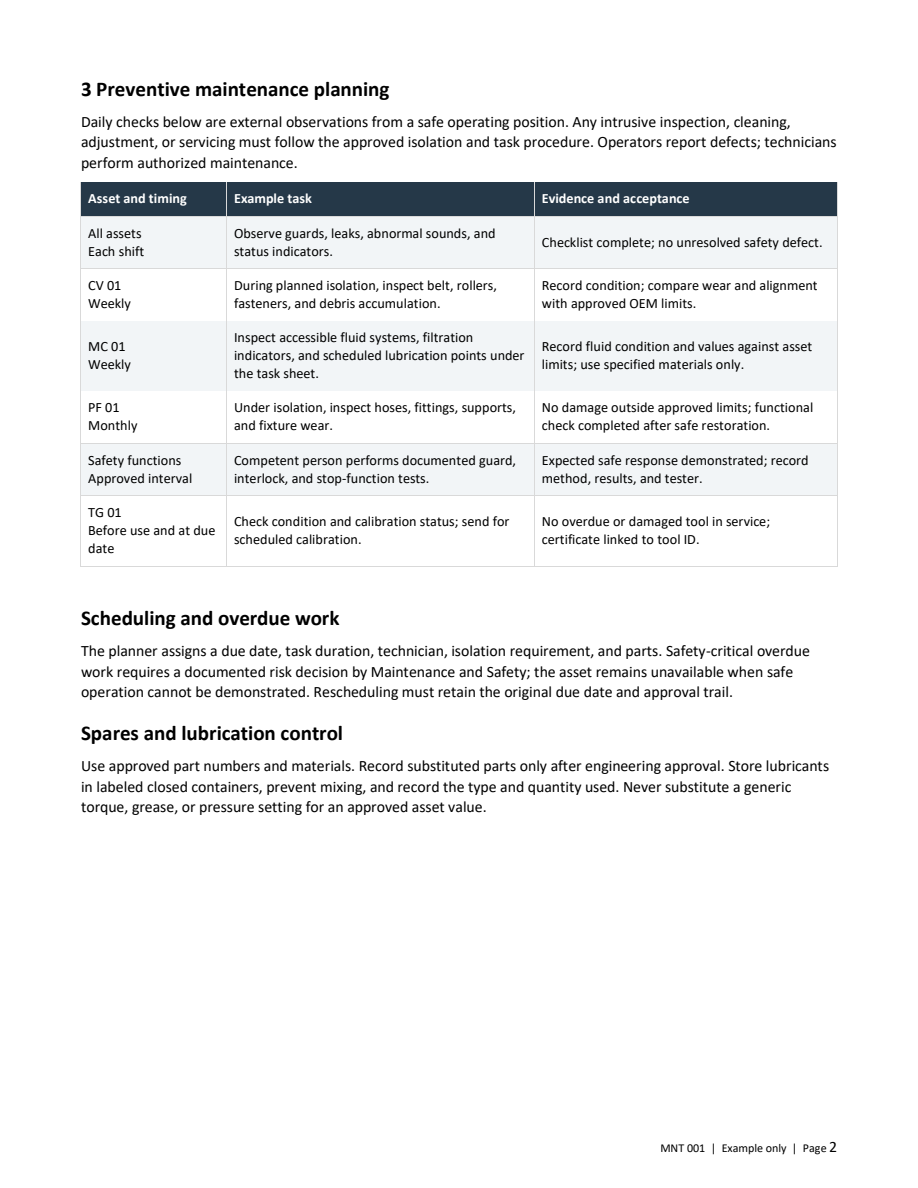 3 Preventive maintenance planning
Daily checks below are external observations from a safe operating position. Any intrusive inspection, cleaning,
adjustment, or servicing must follow the approved isolation and task procedure. Operators report defects; technicians
perform authorized maintenance.
Asset and timing
Example task
Evidence and acceptance
All assets
Each shift
Observe guards, leaks, abnormal sounds, and
status indicators.
Checklist complete; no unresolved safety defect.
CV 01
Weekly
During planned isolation, inspect belt, rollers,
fasteners, and debris accumulation.
Record condition; compare wear and alignment
with approved OEM limits.
MC 01
Weekly
Inspect accessible fluid systems, filtration
indicators, and scheduled lubrication points under
the task sheet.
Record fluid condition and values against asset
limits; use specified materials only.
PF 01
Monthly
Under isolation, inspect hoses, fittings, supports,
and fixture wear.
No damage outside approved limits; functional
check completed after safe restoration.
Safety functions
Approved interval
Competent person performs documented guard,
interlock, and stop-function tests.
Expected safe response demonstrated; record
method, results, and tester.
TG 01
Before use and at due
date
Check condition and calibration status; send for
scheduled calibration.
No overdue or damaged tool in service;
certificate linked to tool ID.
Scheduling and overdue work
The planner assigns a due date, task duration, technician, isolation requirement, and parts. Safety-critical overdue
work requires a documented risk decision by Maintenance and Safety; the asset remains unavailable when safe
operation cannot be demonstrated. Rescheduling must retain the original due date and approval trail.
Spares and lubrication control
Use approved part numbers and materials. Record substituted parts only after engineering approval. Store lubricants
in labeled closed containers, prevent mixing, and record the type and quantity used. Never substitute a generic
torque, grease, or pressure setting for an approved asset value.
MNT 001 | Example only | Page 2